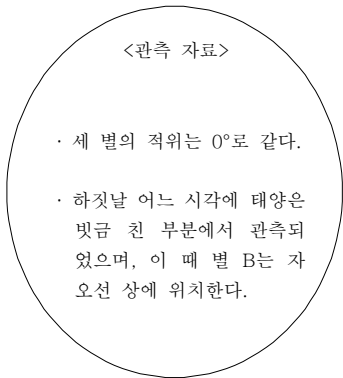 <관측 자료>
· 세 별의 적위는 0°로 같다.
· 하짓날 어느 시각에 태양은
빗금 친 부분에서 관측되
었으며, 이 때 별 B는 자
오선 상에 위치한다.